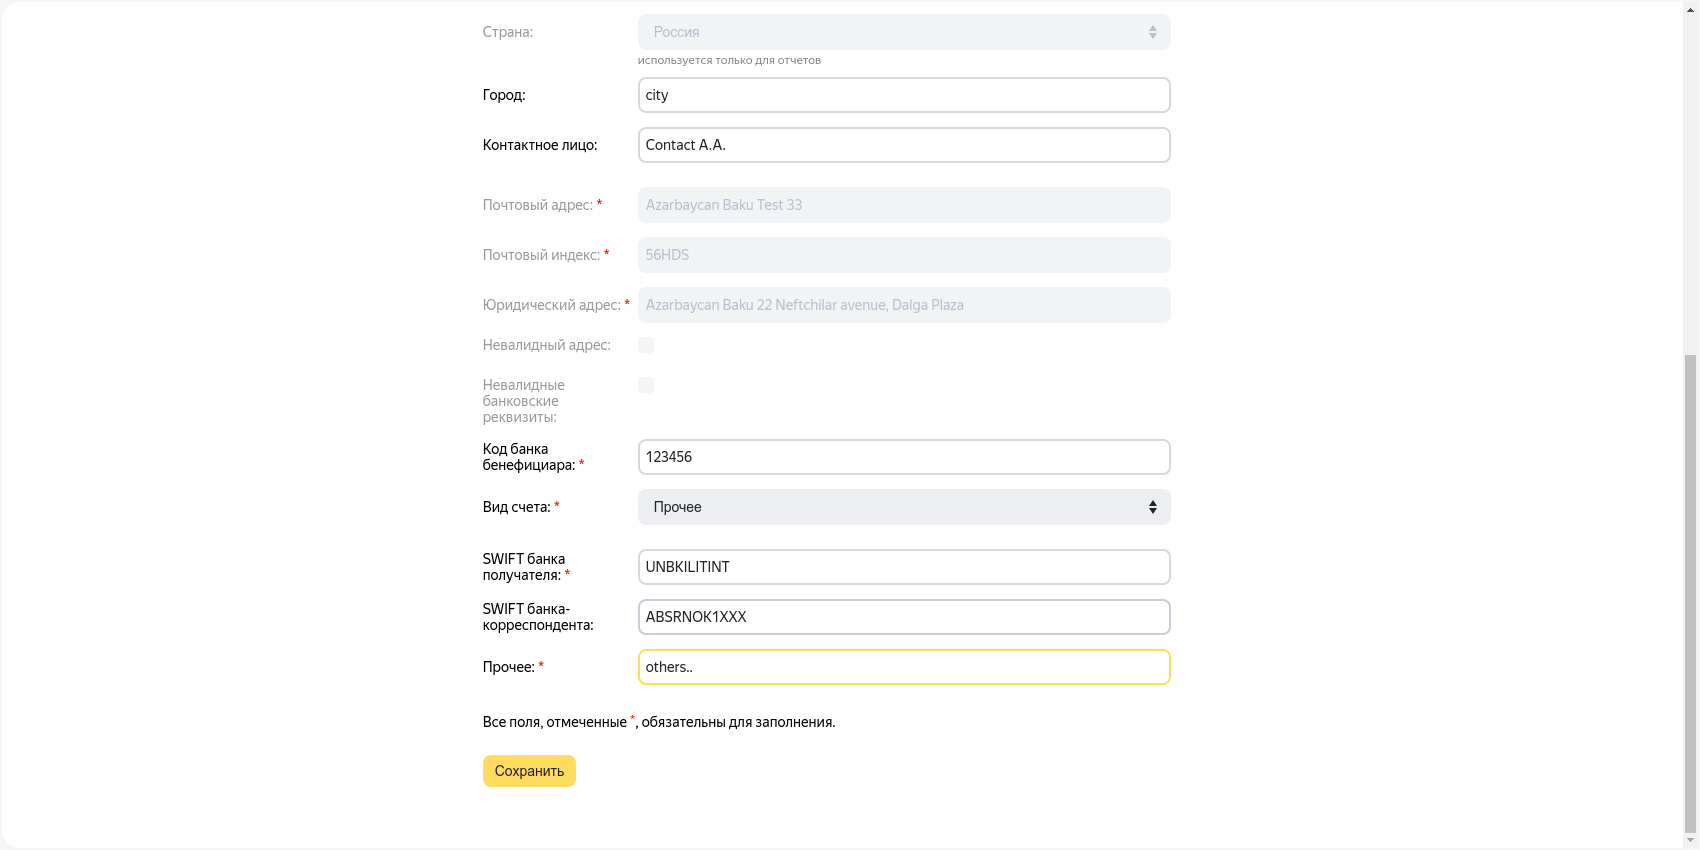 Страна:
Россия
используется только для отчетов
Город:
city
Контактное лицо:
Contact A.A.
Почтовый адрес: *
Azarbaycan Baku Test 33
Почтовый индекс: *
56HDS
Юридический адрес: *
Azarbaycan Baku 22 Neftchilar avenue, Dalga Plaza
Невалидный адрес:
Невалидные
банковские
реквизиты:
Код банка
бенефициара: *
123456
Вид счета: *
Прочее
SWIFT банка
получателя: *
UNBKILITINT
SWIFT банка-
корреспондента:
ABSRNOK1XXX
Прочее: *
others..
Все поля, отмеченные *, обязательны для заполнения.
Сохранить